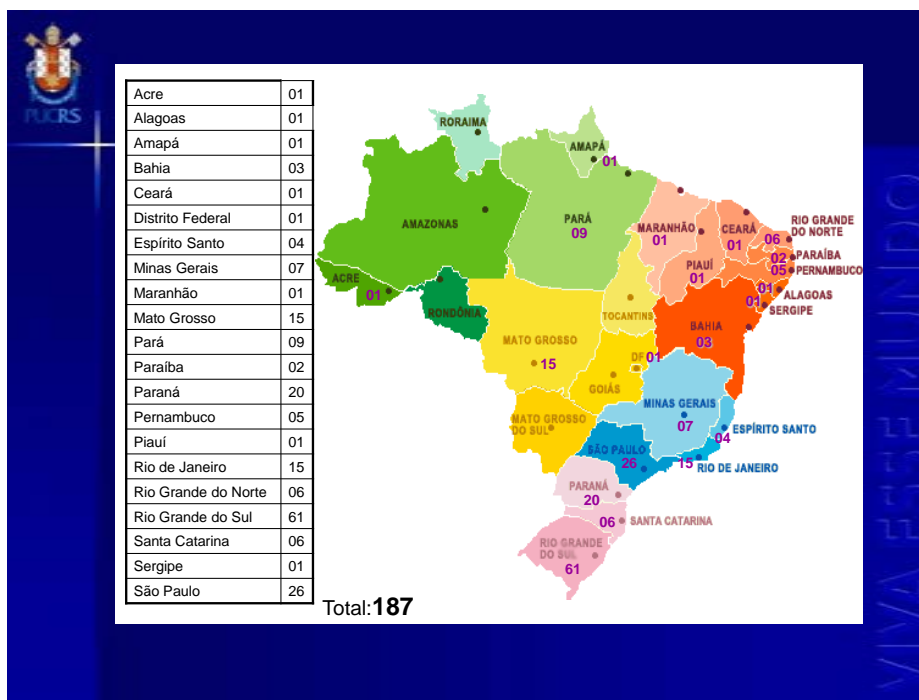 PUCRS
Acre 01
Alagoas 01
Amapá 01
Bahia 03
Ceará 01
Distrito Federal 01
Espírito Santo 04
Minas Gerais 07
Maranhão 01
Mato Grosso 15
Pará 09
Paraíba 02
Paraná 20
Pernambuco 05
Piauí 01
Rio de Janeiro 15
Rio Grande do Norte 06
Rio Grande do Sul 61
Santa Catarina 06
Sergipe 01
São Paulo 26
Total:187
RORAIMA
AMAPÁ
01
AMAZONAS
PARÁ
09
MARANHÃO
01
CEARÁ
01
RIO GRANDE
DO NORTE
06
02 PARAÍBA
05 PERNAMBUCO
PIAUÍ
01
01 ALAGOAS
01 SERGIPE
ACRE
01
RONDÔNIA
TOCANTINS
BAHIA
03
MATO GROSSO
15
DF 01
GOIÁS
MINAS GERAIS
07
MATO GROSSO
DO SUL
04 ESPÍRITO SANTO
SÃO PAULO
26
15 RIO DE JANEIRO
PARANÁ
20
06 SANTA CATARINA
RIO GRANDE
DO SUL
61
VIVA ESSE MUNDO